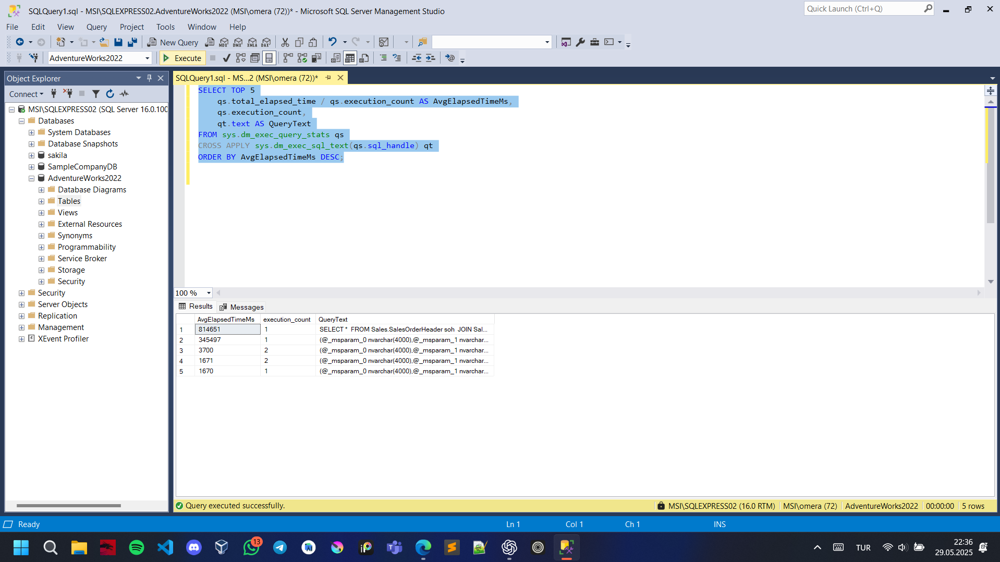 SQLQuery1.sql - MSI\SQLEXPRESS02.AdventureWorks2022 (MSI\omera (72))* - Microsoft SQL Server Management Studio
Quick Launch (Ctrl+Q)
File Edit View Query Project Tools Window Help
New Query MDX DMX XMLA DAX
AdventureWorks2022 Execute
Object Explorer
Connect
MSI\SQLEXPRESS02 (SQL Server 16.0.100
Databases
System Databases
Database Snapshots
sakila
SampleCompanyDB
AdventureWorks2022
Database Diagrams
Tables
Views
External Resources
Synonyms
Programmability
Service Broker
Storage
Security
Security
Server Objects
Replication
Management
XEvent Profiler
SQLQuery1.sql - MS...2 (MSI\omera (72))*
SELECT TOP 5
qs.total_elapsed_time / qs.execution_count AS AvgElapsedTimeMs,
qs.execution_count,
qt.text AS QueryText
FROM sys.dm_exec_query_stats qs
CROSS APPLY sys.dm_exec_sql_text(qs.sql_handle) qt
ORDER BY AvgElapsedTimeMs DESC;
100 %
Results Messages
AvgElapsedTimeMs execution_count QueryText
1 814651 1 SELECT * FROM Sales.SalesOrderHeader soh JOIN Sal...
2 345497 1 (@_msparam_0 nvarchar(4000),@_msparam_1 nvarchar...
3 3700 2 (@_msparam_0 nvarchar(4000),@_msparam_1 nvarchar...
4 1671 2 (@_msparam_0 nvarchar(4000),@_msparam_1 nvarchar...
5 1670 1 (@_msparam_0 nvarchar(4000),@_msparam_1 nvarchar...
Query executed successfully. MSI\SQLEXPRESS02 (16.0 RTM) MSI\omera (72) AdventureWorks2022 00:00:00 5 rows
Ready Ln 1 Col 1 Ch 1 INS
13
TUR
22:36
29.05.2025